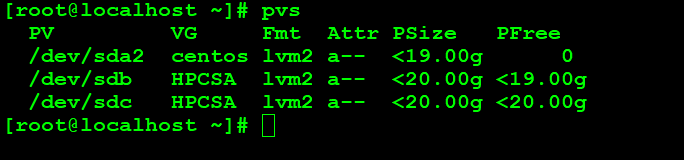 [root@localhost ~]# pvs
  PV         VG     Fmt  Attr PSize   PFree
  /dev/sda2  centos lvm2 a--  <19.00g      0
  /dev/sdb   HPCSA  lvm2 a--  <20.00g <19.00g
  /dev/sdc   HPCSA  lvm2 a--  <20.00g <20.00g
[root@localhost ~]#